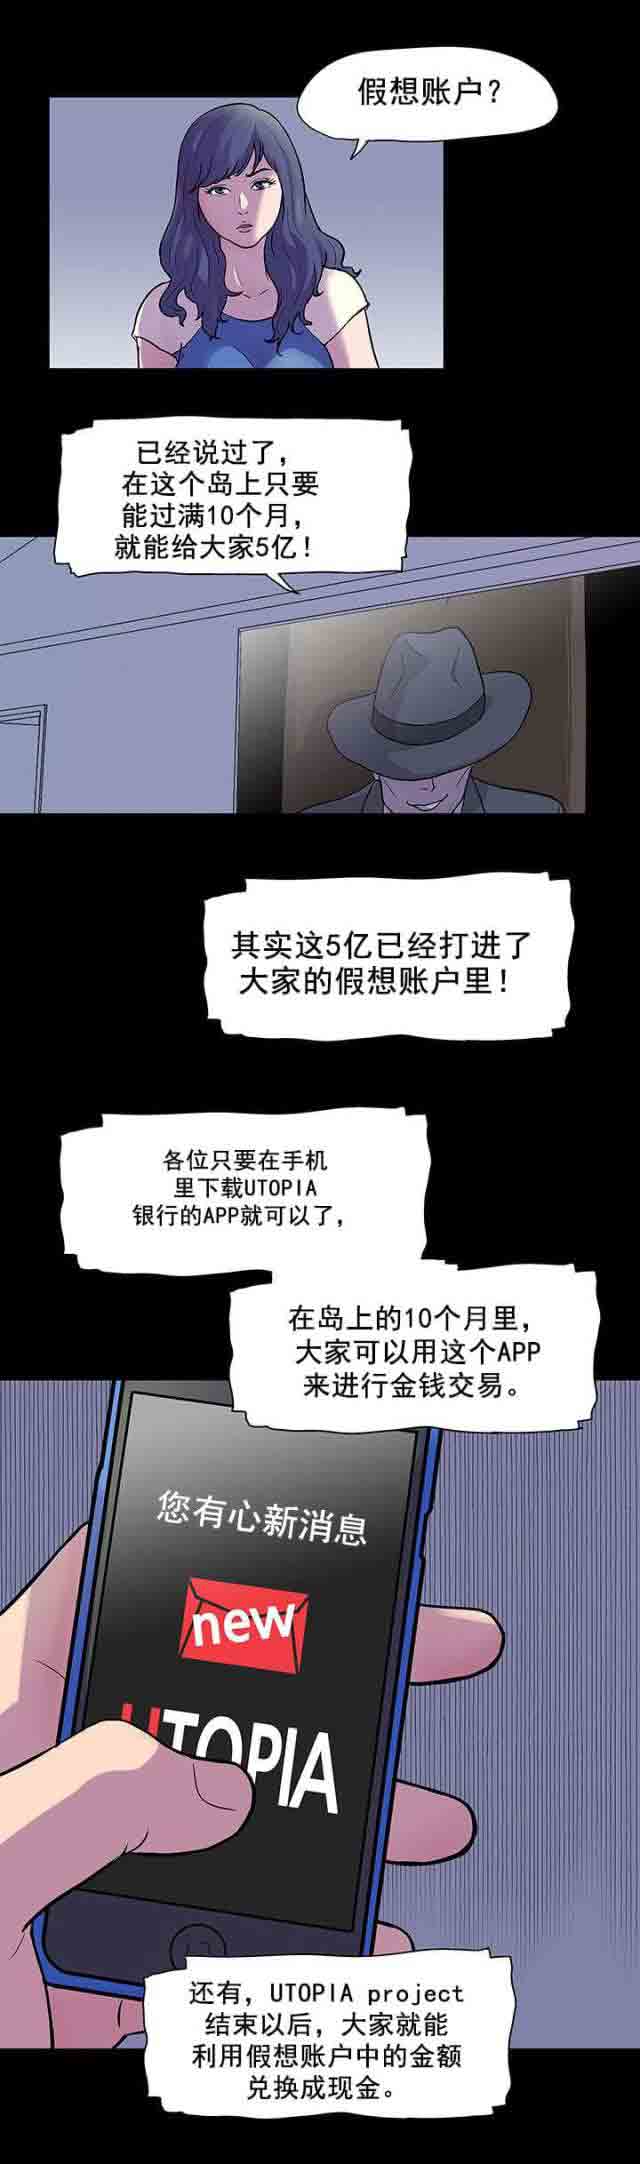 假想账户?
已经说过了，
在这个岛上只要
能过满10个月，
就能给大家5亿!
其实这5亿已经打进了
大家的假想账户里!
各位只要在手机
里下载UTOPIA
银行的APP就可以了，
在岛上的10个月里，
大家可以用这个APP
来进行金钱交易。
您有心新消息
new
UTOPIA
还有，UTOPIA project
结束以后，大家就能
利用假想账户中的金额
兑换成现金。